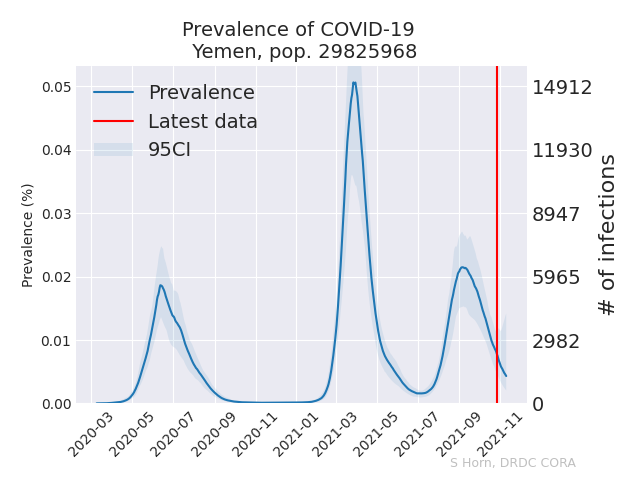 Prevalence of COVID-19
Yemen, pop. 29825968
Prevalence
Latest data
95CI
Prevalence (%)
0.05
0.04
0.03
0.02
0.01
0.00
14912
11930
8947
5965
2982
0
# of infections
2020-03
2020-05
2020-07
2020-09
2020-11
2021-01
2021-03
2021-05
2021-07
2021-09
2021-11
S Horn, DRDC CORA